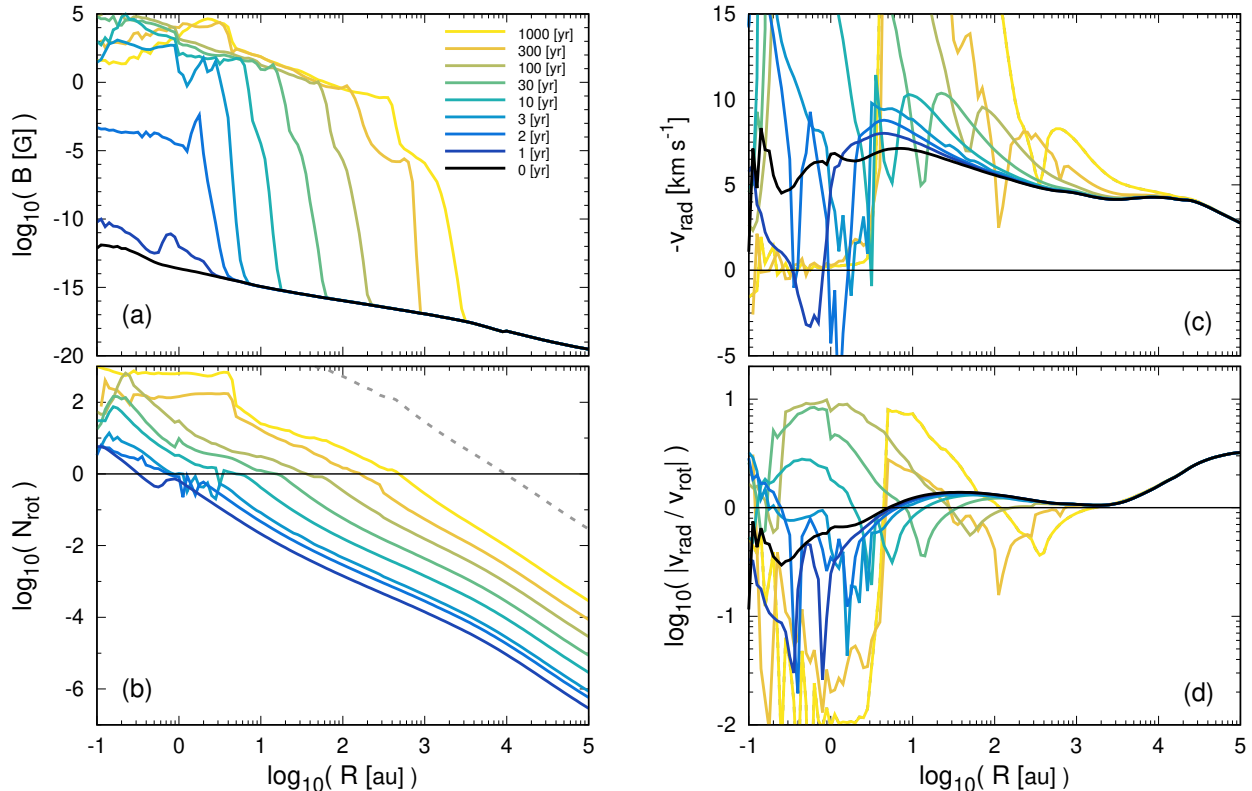 5
0
-5
-10
-15
-20
log10( B [G] )
1000 [yr]
300 [yr]
100 [yr]
30 [yr]
10 [yr]
3 [yr]
2 [yr]
1 [yr]
0 [yr]
(a)
2
0
-2
-4
-6
log10( Nrot )
(b)
-1 0 1 2 3 4 5
log10( R [au] )
15
10
5
0
-5
-vrad [km s-1]
(c)
1
0
-1
-2
log10( |vrad / vrot| )
(d)
-1 0 1 2 3 4 5
log10( R [au] )